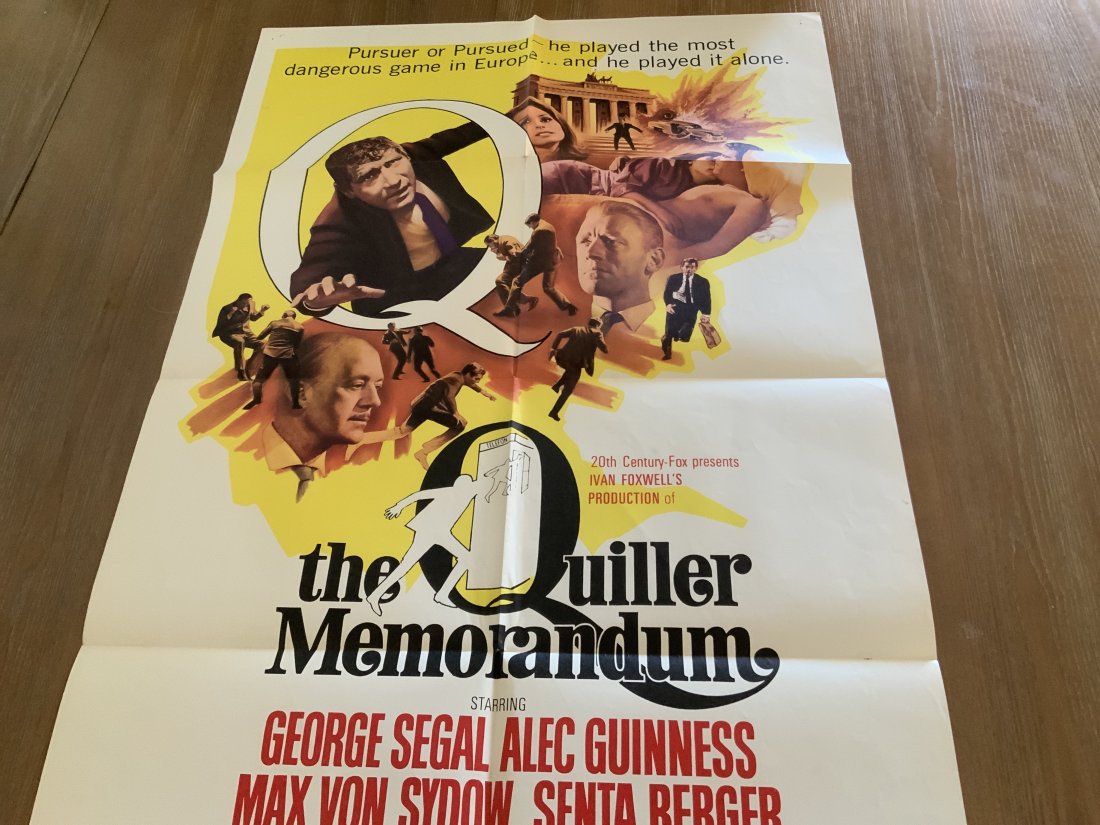 Pursuer or Pursued—he played the most
dangerous game in Europe...and he played it alone.
Q
TELEFON
20th Century-Fox presents
IVAN FOXWELL'S
PRODUCTION of
the Quiller
Memorandum
STARRING
GEORGE SEGAL ALEC GUINNESS
MAX VON SYDOW SENTA BERGER